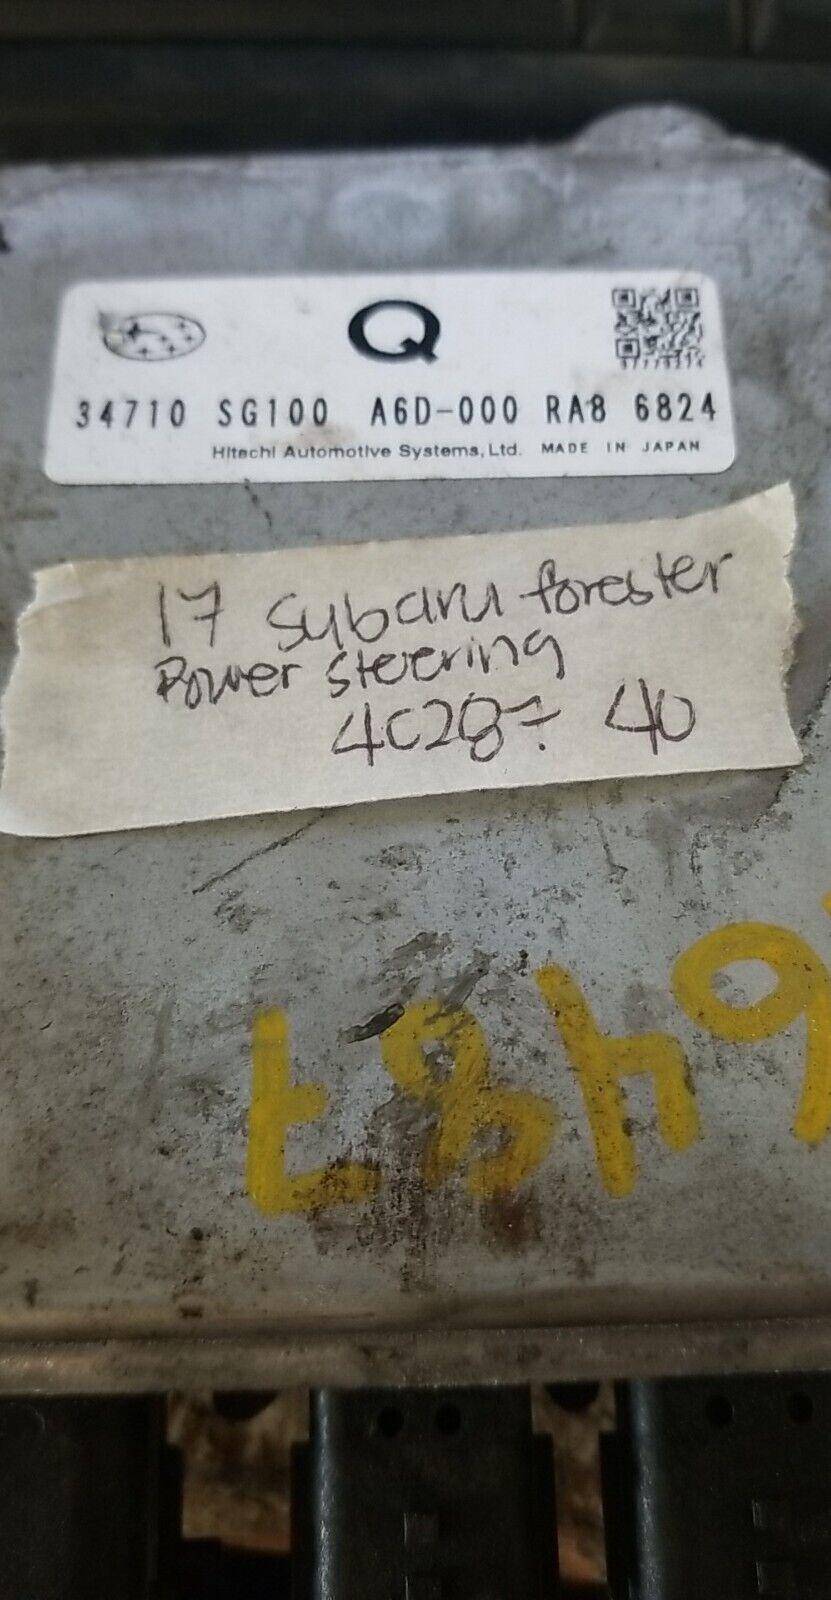 Q
34710 SG100 A6D-000 RA8 6824
Hitachi Automotive Systems, Ltd. MADE IN JAPAN
17 Subaru forester
Power steering
4C287. 40